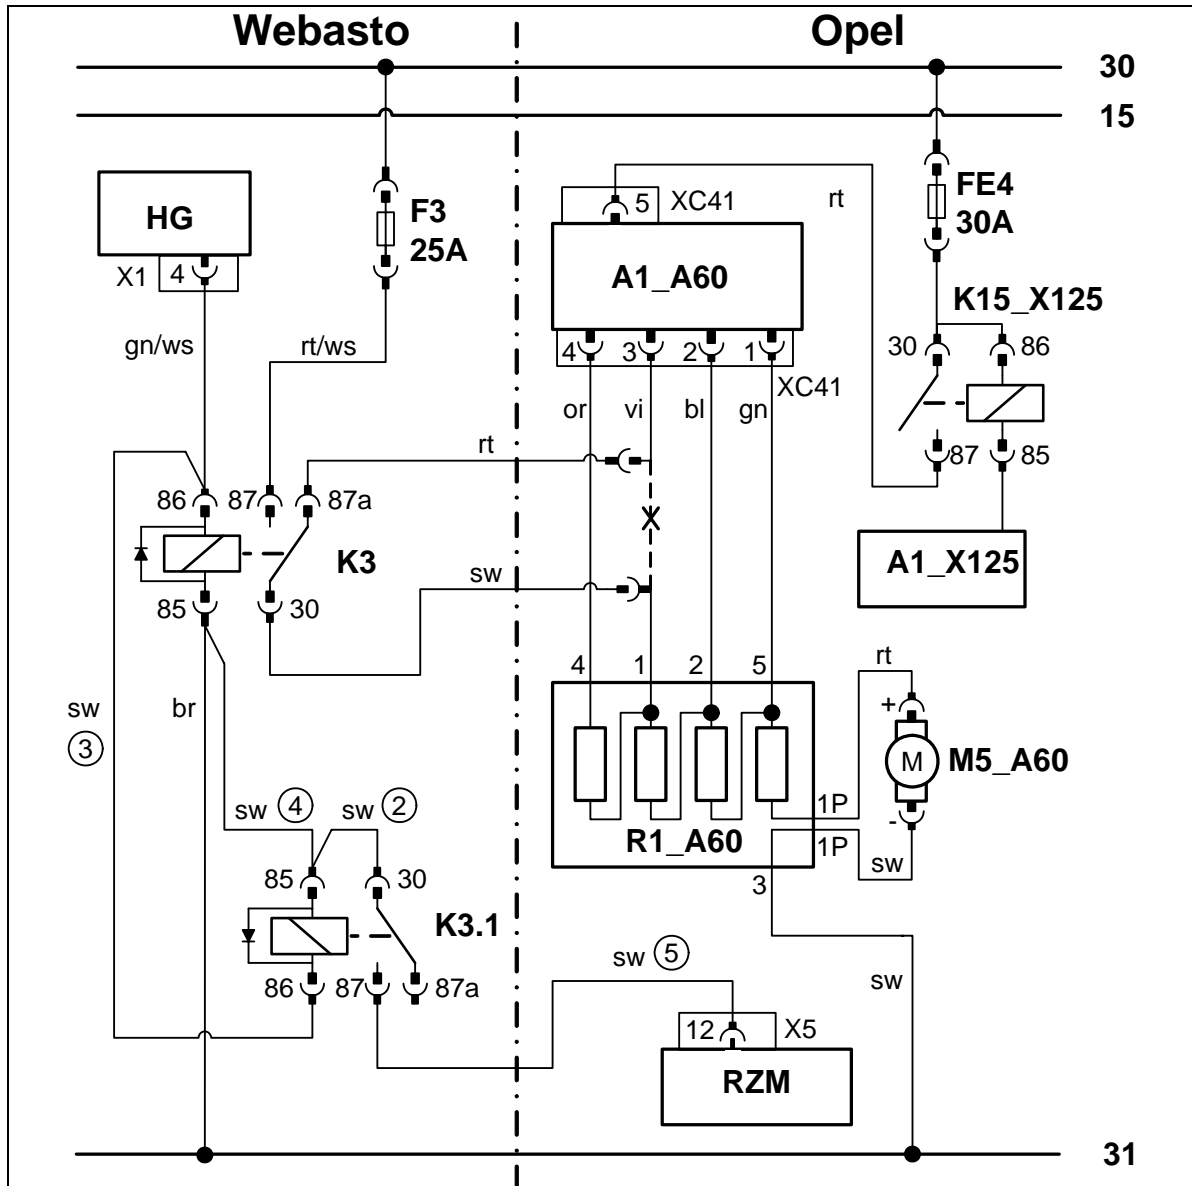 Webasto
Opel
30
15
HG
X1
4
F3
25A
5
XC41
rt
FE4
30A
A1_A60
K15_X125
gn/ws
rt/ws
4
3
2
1
XC41
30
86
or
vi
bl
gn
rt
87
85
86
87
87a
K3
A1_X125
sw
85
30
4
1
2
5
rt
sw
3
br
+
M
M5_A60
-
1P
1P
R1_A60
sw
3
sw
4
sw
2
85
30
K3.1
86
87
87a
sw
5
sw
12
X5
RZM
31